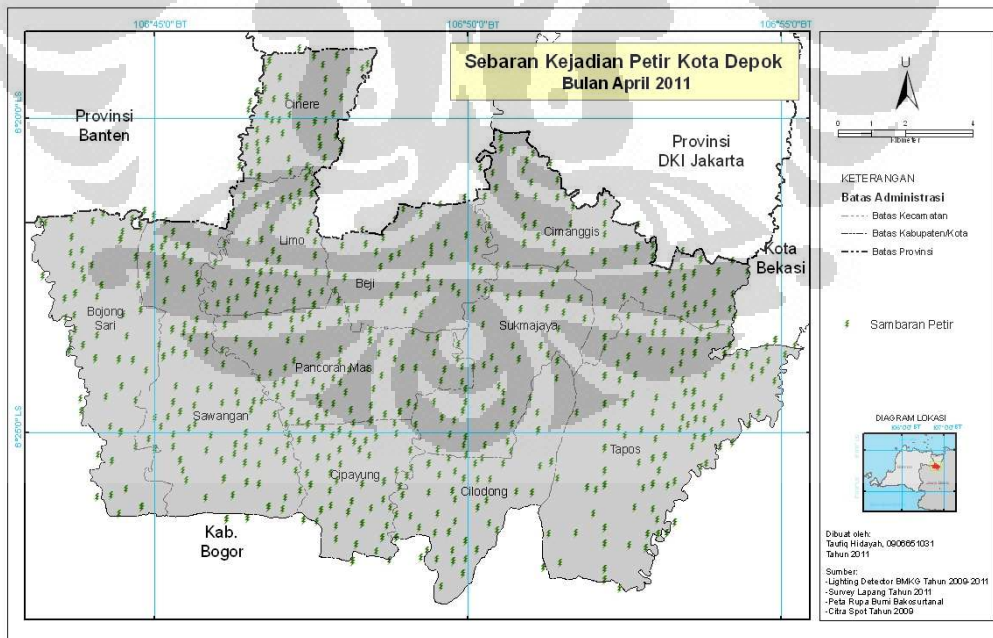 106°45'0"BT
106°50'0"BT
106°55'0"BT
Sebaran Kejadian Petir Kota Depok
Bulan April 2011
6°20'0"LS
6°25'0"LS
Provinsi
Banten
Cinere
Provinsi
DKI Jakarta
Limo
Cimanggis
Kota
Bekasi
Beji
Bojong
Sari
Sukmajaya
Pancoran Mas
Sawangan
Tapos
Cipayung
Cilodong
Kab.
Bogor
U
0 1 2 4
Kilometer
KETERANGAN
Batas Administrasi
Batas Kecamatan
Batas Kabupaten/Kota
Batas Provinsi
Sambaran Petir
DIAGRAM LOKASI
Dibuat oleh:
Taufiq Hidayah, 0906651031
Tahun 2011
Sumber:
-Lighting Detector BMKG Tahun 2009-2011
-Survey Lapang Tahun 2011
-Peta Rupa Bumi Bakosurtanal
-Citra Spot Tahun 2009